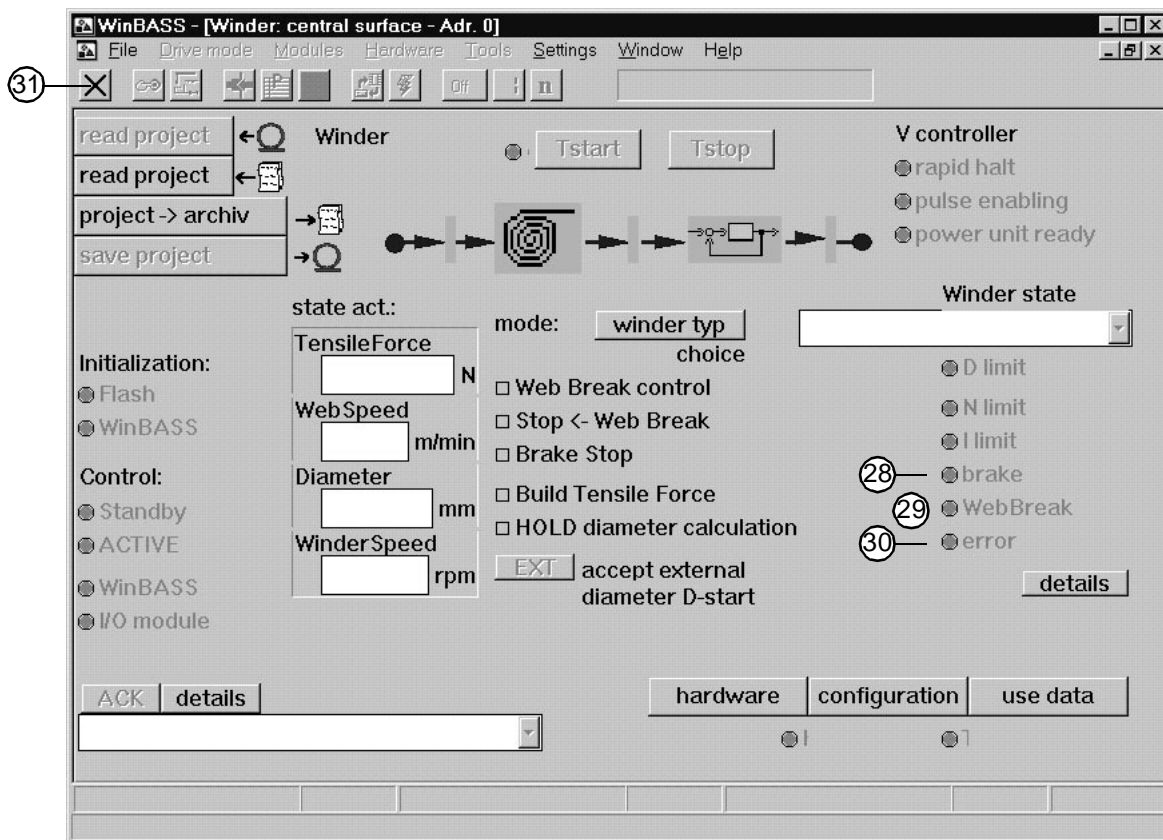 WinBASS - [Winder: central surface - Adr. 0]
File Drive mode Modules Hardware Tools Settings Window Help
31
Off n
read project
Winder
Tstart Tstop
V controller
rapid halt
read project
pulse enabling
project -> archiv
power unit ready
save project
Winder state
state act.:
mode: winder typ
choice
TensileForce
N
Initialization:
Flash
WinBASS
D limit
N limit
I limit
Web Break control
Stop <- Web Break
Brake Stop
WebSpeed
m/min
Control:
Standby
ACTIVE
WinBASS
I/O module
Diameter
mm
Build Tensile Force
HOLD diameter calculation
28 brake
29 WebBreak
30 error
WinderSpeed
rpm
EXT accept external
diameter D-start
details
ACK details
hardware configuration use data